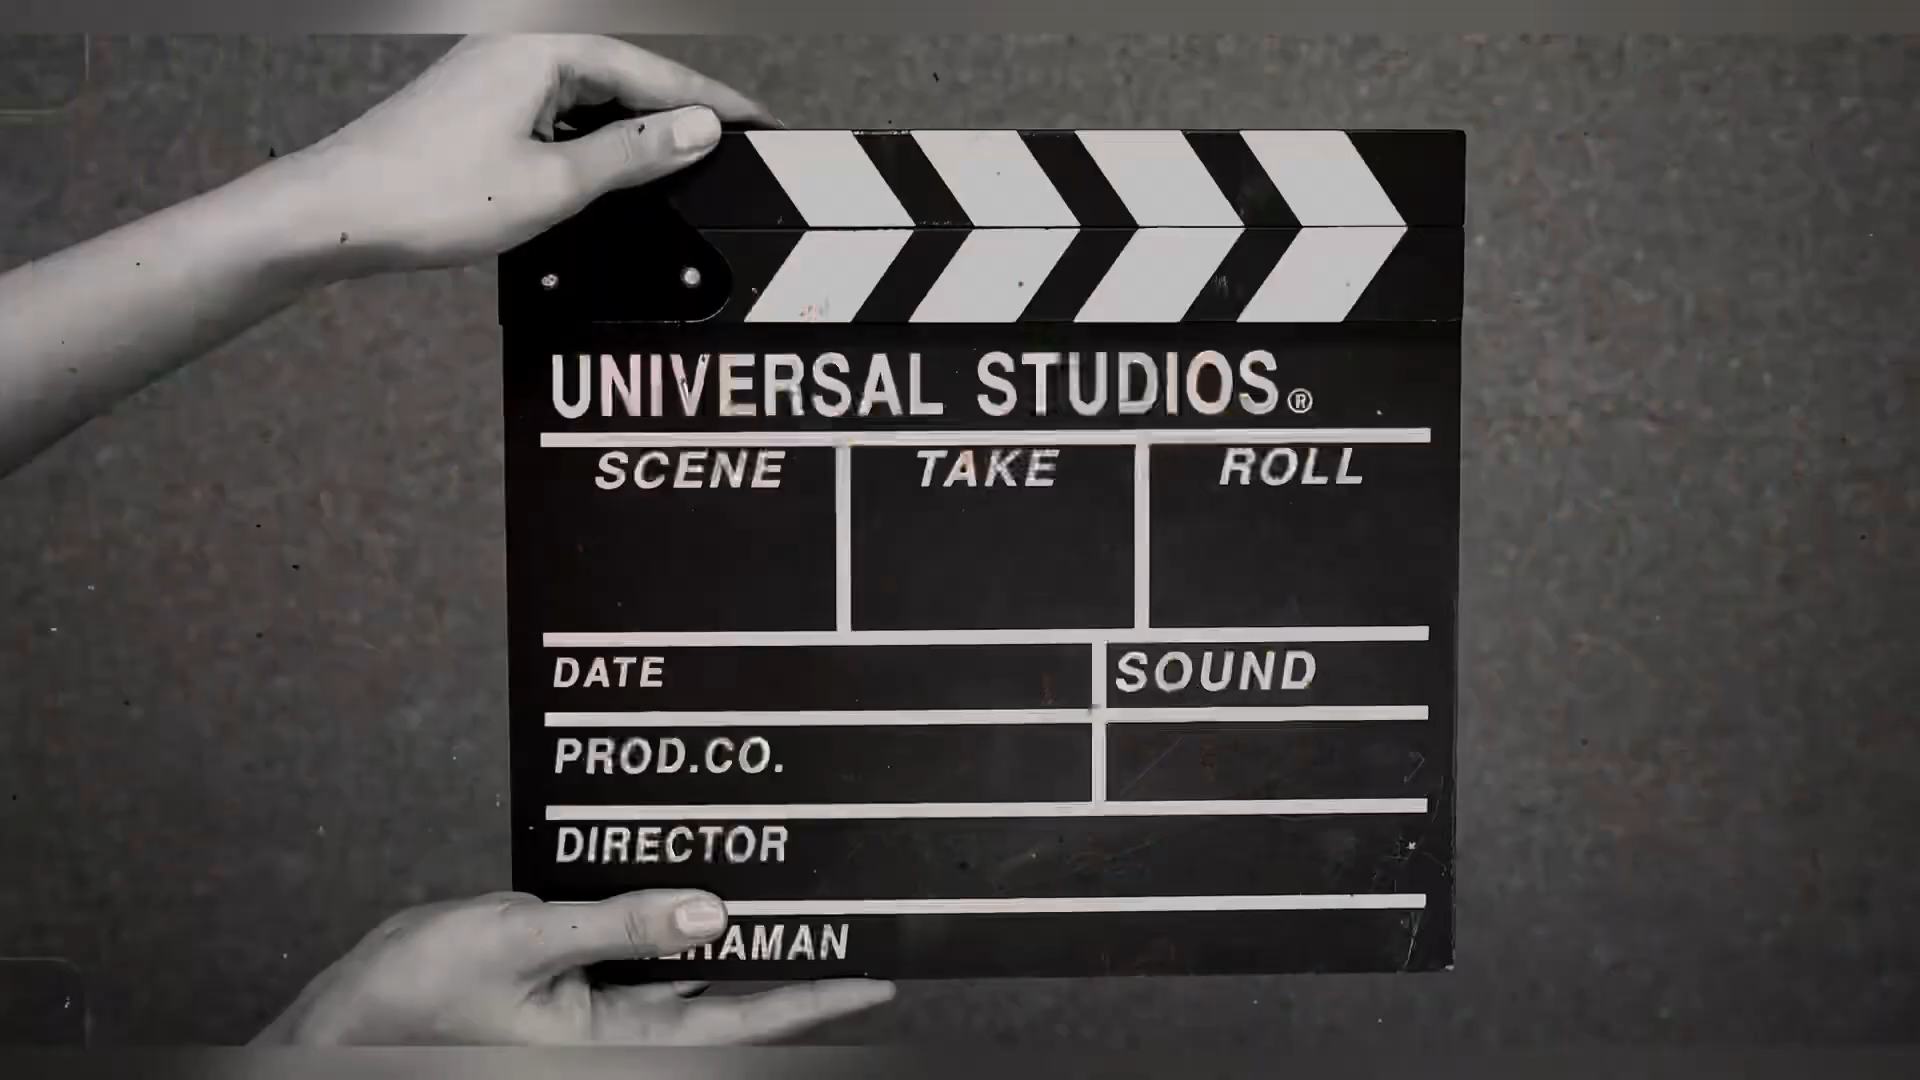 UNIVERSAL STUDIOS®
SCENE TAKE ROLL
DATE SOUND
PROD.CO.
DIRECTOR